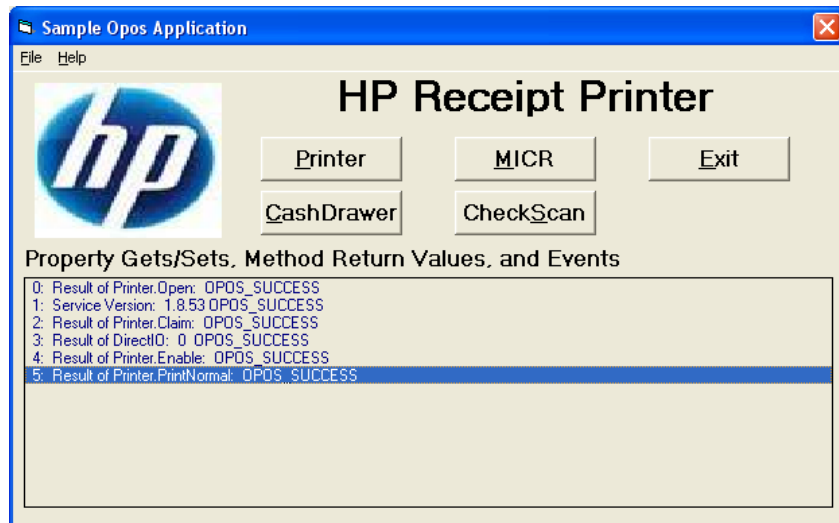 Sample Opos Application
File Help
hp
HP Receipt Printer
Printer MICR Exit
CashDrawer CheckScan
Property Gets/Sets, Method Return Values, and Events
0: Result of Printer.Open: OPOS_SUCCESS
1: Service Version: 1.8.53 OPOS_SUCCESS
2: Result of Printer.Claim: OPOS_SUCCESS
3: Result of DirectIO: 0 OPOS_SUCCESS
4: Result of Printer.Enable: OPOS_SUCCESS
5: Result of Printer.PrintNormal: OPOS_SUCCESS